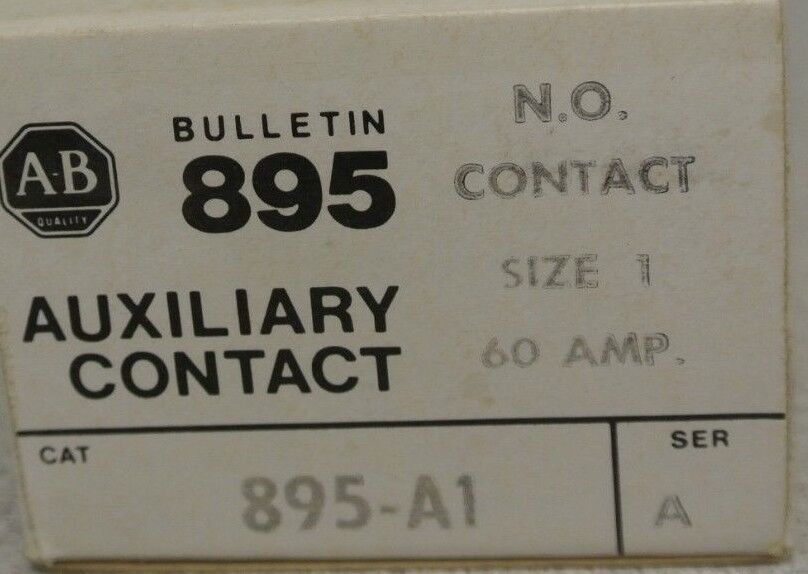 A-B
QUALITY
BULLETIN
895
AUXILIARY
CONTACT
N.O.
CONTACT
SIZE 1
60 AMP.
CAT
895-A1
SER
A